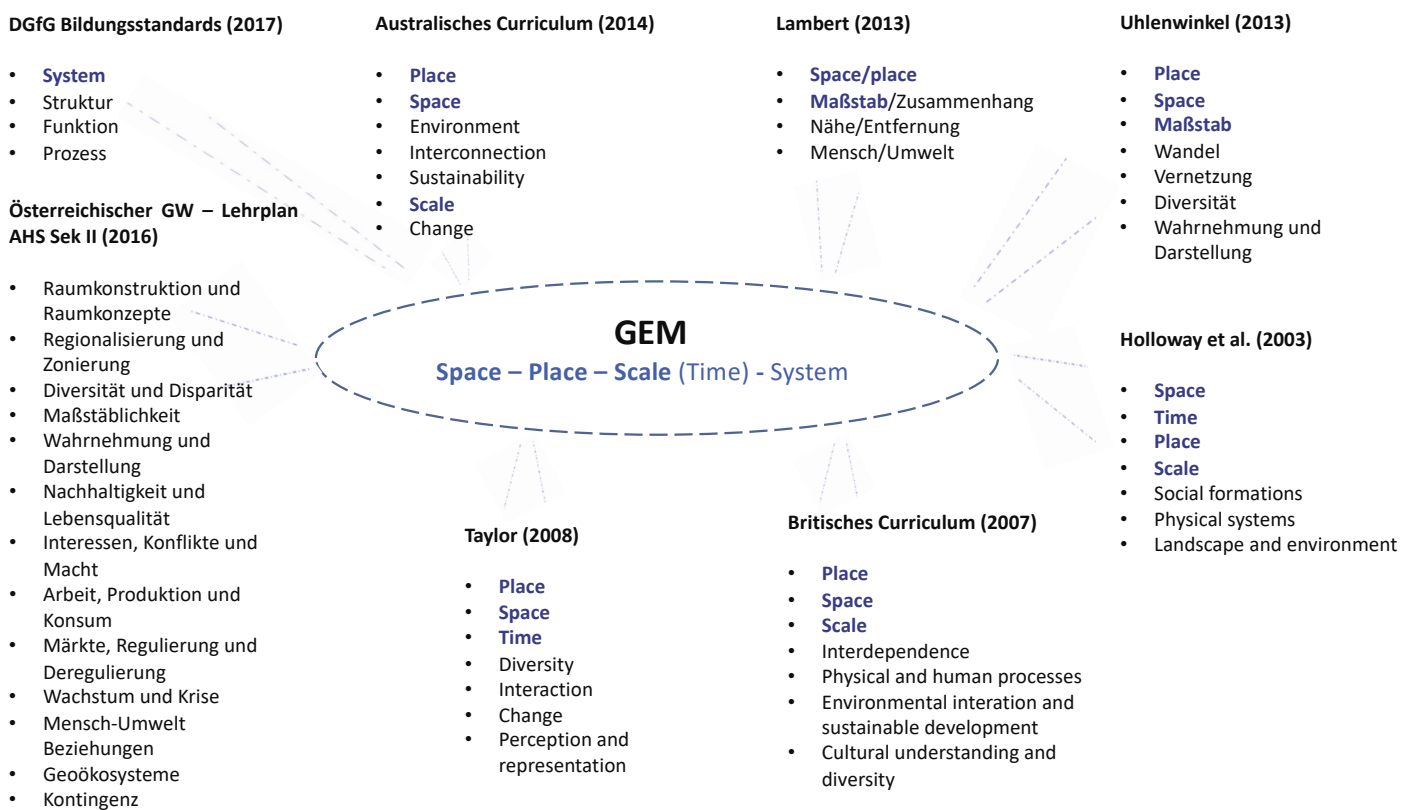 DGfG Bildungsstandards (2017)
• System
• Struktur
• Funktion
• Prozess
Österreichischer GW – Lehrplan
AHS Sek II (2016)
• Raumkonstruktion und
Raumkonzepte
• Regionalisierung und
Zonierung
• Diversität und Disparität
• Maßstäblichkeit
• Wahrnehmung und
Darstellung
• Nachhaltigkeit und
Lebensqualität
• Interessen, Konflikte und
Macht
• Arbeit, Produktion und
Konsum
• Märkte, Regulierung und
Deregulierung
• Wachstum und Krise
• Mensch-Umwelt
Beziehungen
• Geoökosysteme
• Kontingenz
Australisches Curriculum (2014)
• Place
• Space
• Environment
• Interconnection
• Sustainability
• Scale
• Change
Lambert (2013)
• Space/place
• Maßstab/Zusammenhang
• Nähe/Entfernung
• Mensch/Umwelt
Uhlenwinkel (2013)
• Place
• Space
• Maßstab
• Wandel
• Vernetzung
• Diversität
• Wahrnehmung und
Darstellung
GEM
Space – Place – Scale (Time) - System
Holloway et al. (2003)
• Space
• Time
• Place
• Scale
• Social formations
• Physical systems
• Landscape and environment
Taylor (2008)
• Place
• Space
• Time
• Diversity
• Interaction
• Change
• Perception and
representation
Britisches Curriculum (2007)
• Place
• Space
• Scale
• Interdependence
• Physical and human processes
• Environmental interation and
sustainable development
• Cultural understanding and
diversity